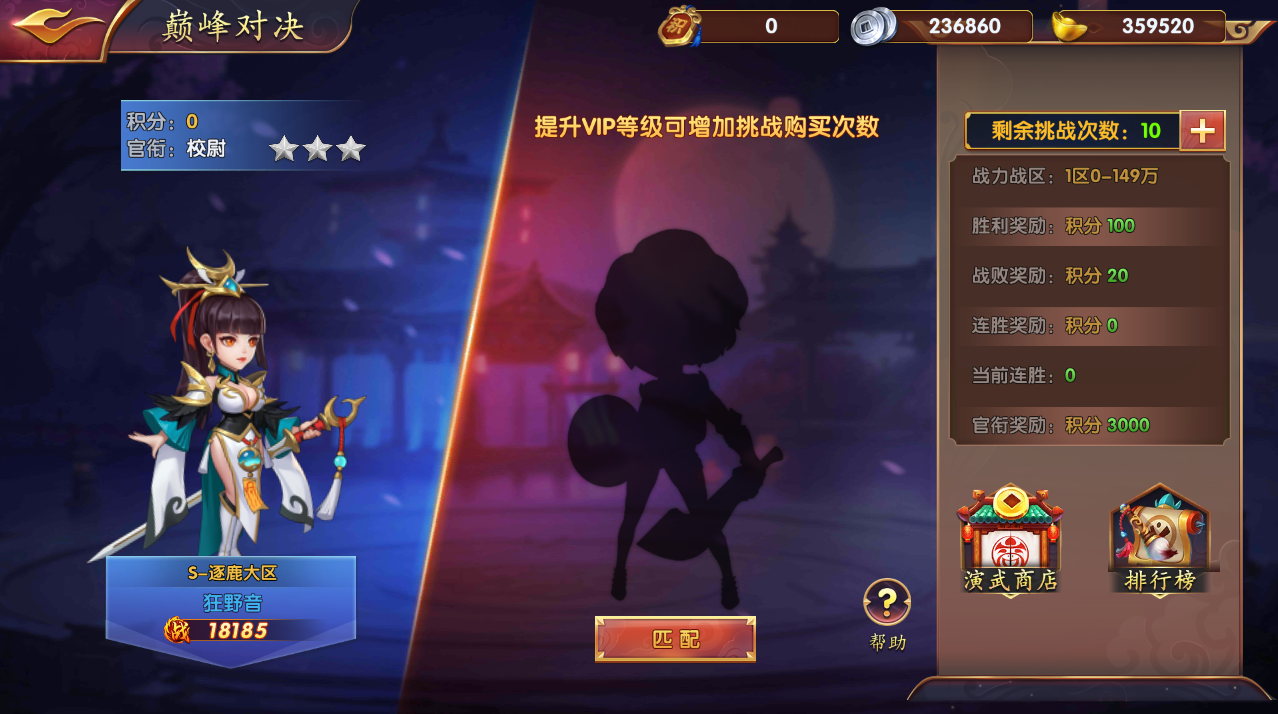 巅峰对决
祝
0
236860
359520
积分：0
官衔：校尉
提升VIP等级可增加挑战购买次数
剩余挑战次数：10
战力战区：1区0-149万
胜利奖励：积分 100
战败奖励：积分 20
连胜奖励：积分 0
当前连胜：0
官衔奖励：积分 3000
S-逐鹿大区
狂野音
战 18185
匹配
?
帮助
演武商店
排行榜